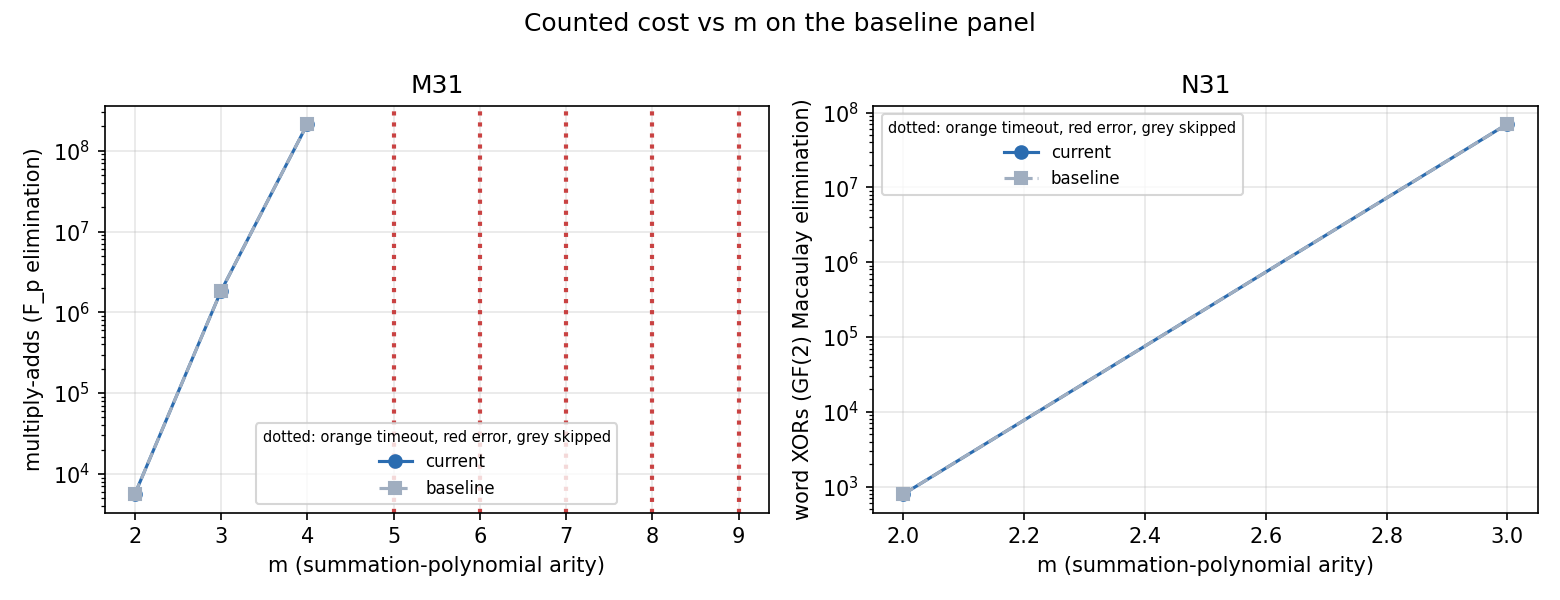 Counted cost vs m on the baseline panel
M31
multiply-adds (F_p elimination)
10^8
10^7
10^6
10^5
10^4
dotted: orange timeout, red error, grey skipped
current
baseline
2 3 4 5 6 7 8 9
m (summation-polynomial arity)
N31
word XORs (GF(2) Macaulay elimination)
10^8
10^7
10^6
10^5
10^4
10^3
dotted: orange timeout, red error, grey skipped
current
baseline
2.0 2.2 2.4 2.6 2.8 3.0
m (summation-polynomial arity)